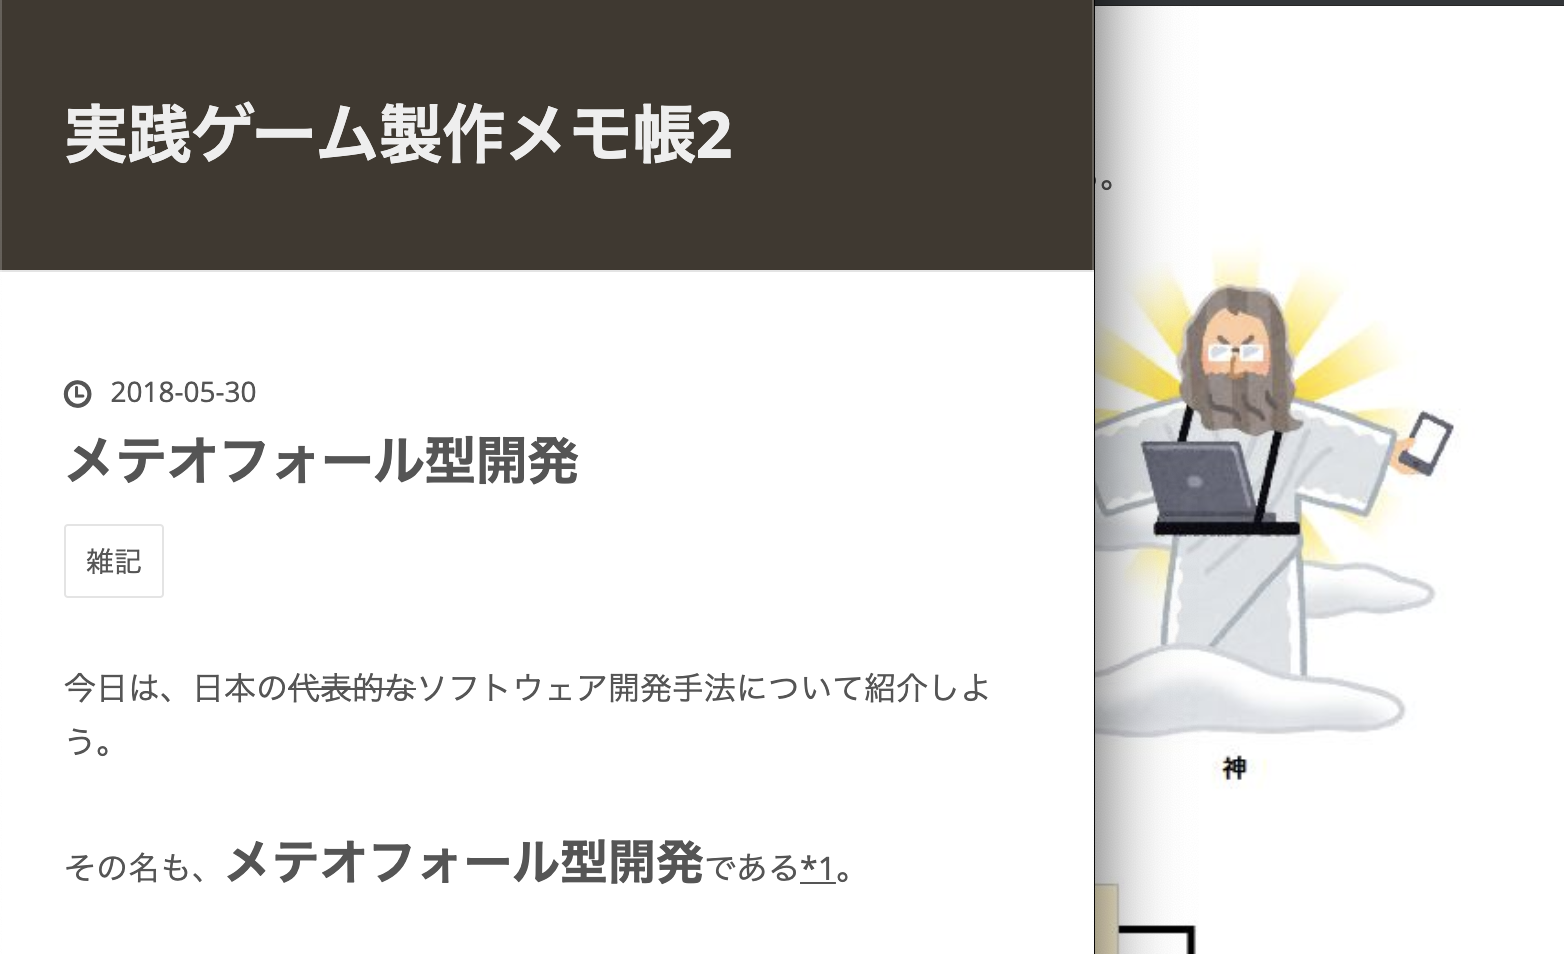 実践ゲーム製作メモ帳2
2018-05-30
メテオフォール型開発
雑記
今日は、日本の代表的なソフトウェア開発手法について紹介しよ
う。
その名も、メテオフォール型開発である*1。
。
神